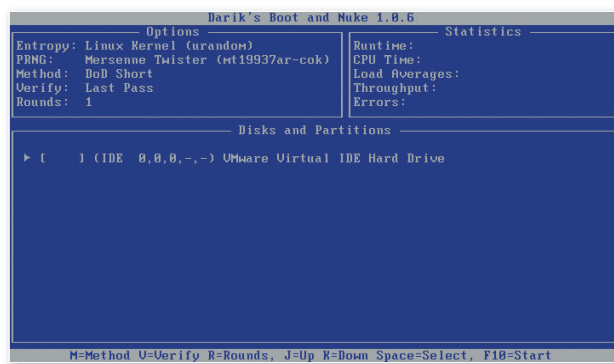 Darik's Boot and Nuke 1.0.6
Options
Entropy: Linux Kernel (urandom)
PRNG: Mersenne Twister (mt19937ar-cok)
Method: DoD Short
Verify: Last Pass
Rounds: 1
Statistics
Runtime:
CPU Time:
Load Averages:
Throughput:
Errors:
Disks and Partitions
▶ [    ] (IDE 0,0,0,-,-) VMware Virtual IDE Hard Drive
M=Method V=Verify R=Rounds, J=Up K=Down Space=Select, F10=Start